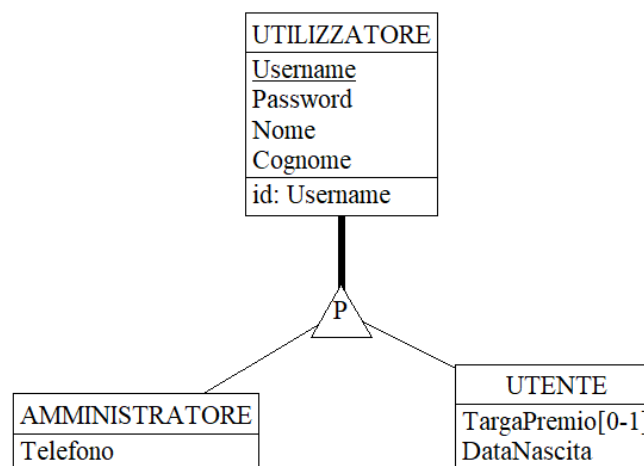 UTILIZZATORE
Username
Password
Nome
Cognome
id: Username
P
AMMINISTRATORE
Telefono
UTENTE
TargaPremio[0-1]
DataNascita